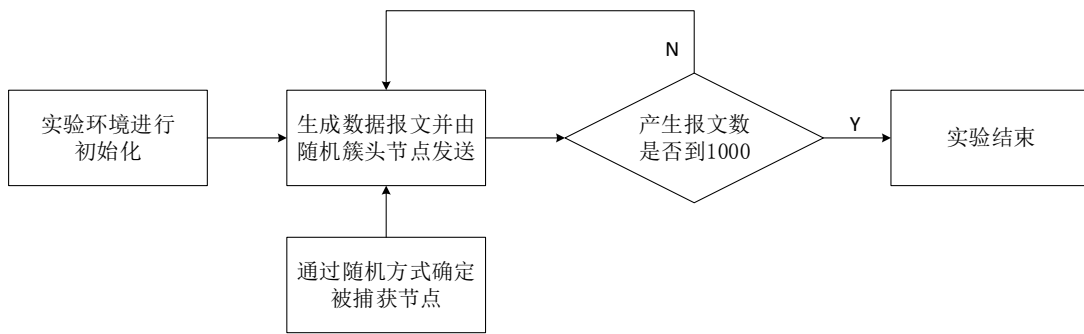 N
实验环境进行
初始化
生成数据报文并由
随机簇头节点发送
产生报文数
是否到1000
Y
实验结束
通过随机方式确定
被捕获节点